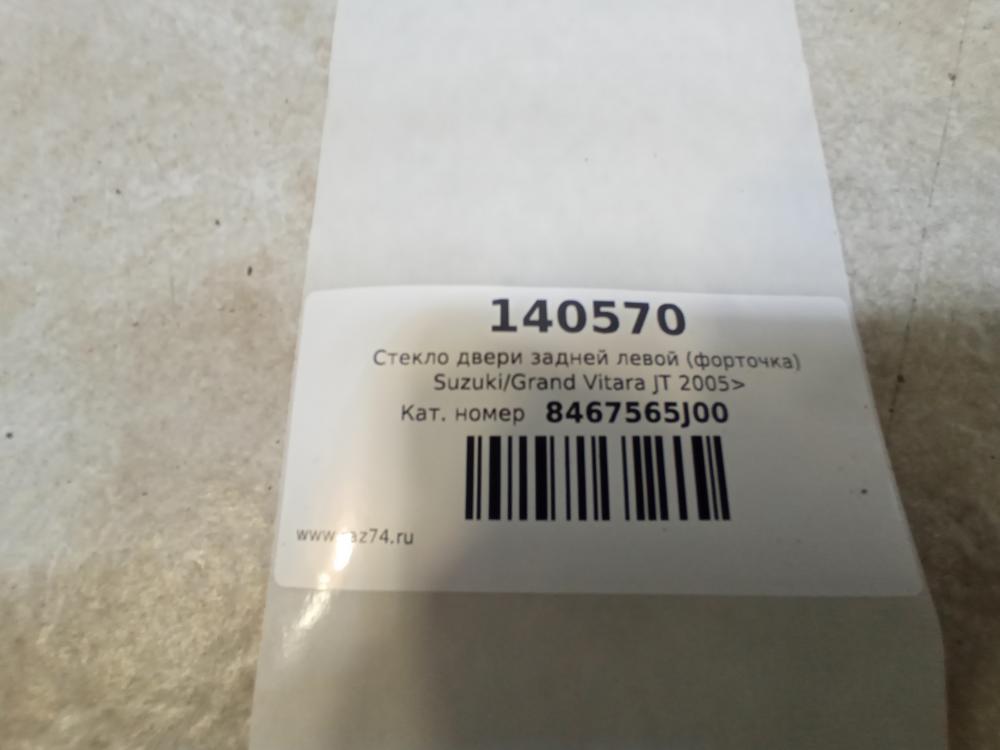 140570
Стекло двери задней левой (форточка)
Suzuki/Grand Vitara JT 2005>
Кат. номер 8467565J00